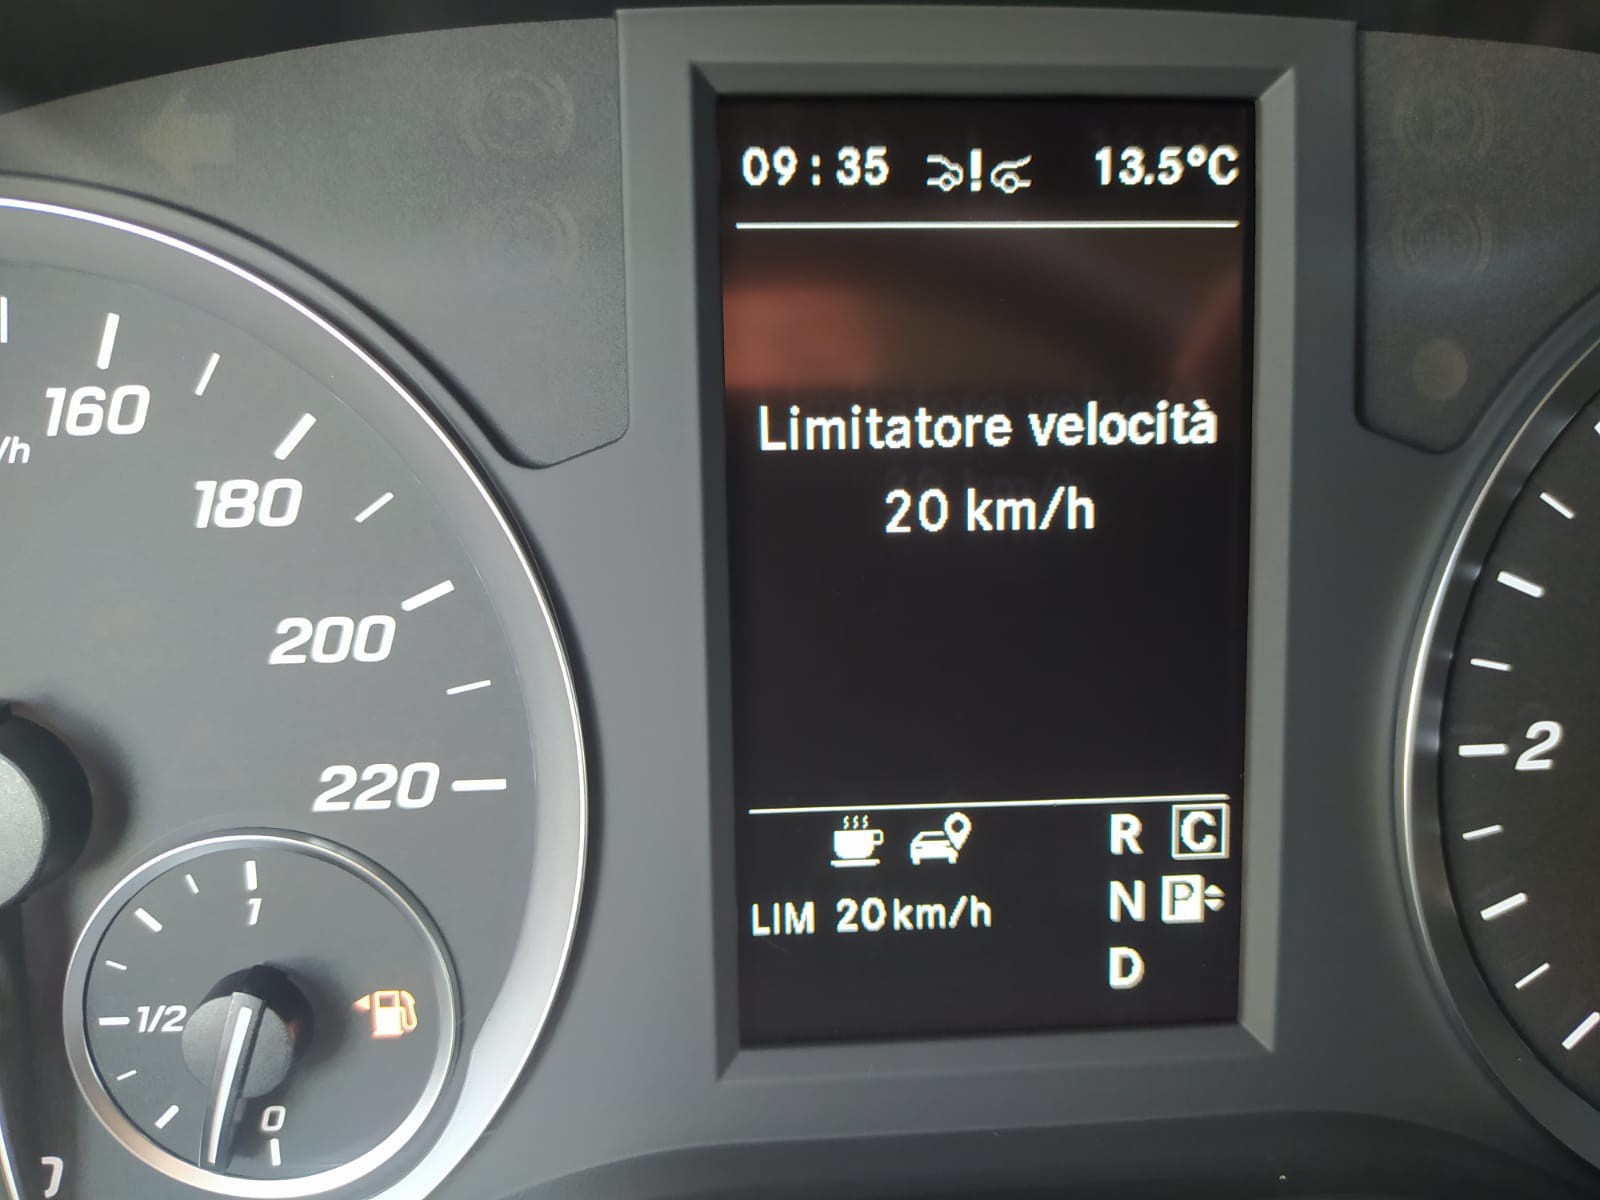 09:35 ! 13.5°C
Limitatore velocità
20 km/h
R C
N P
D
LIM 20km/h
160
/h
180
200
220
1
1/2
0
2